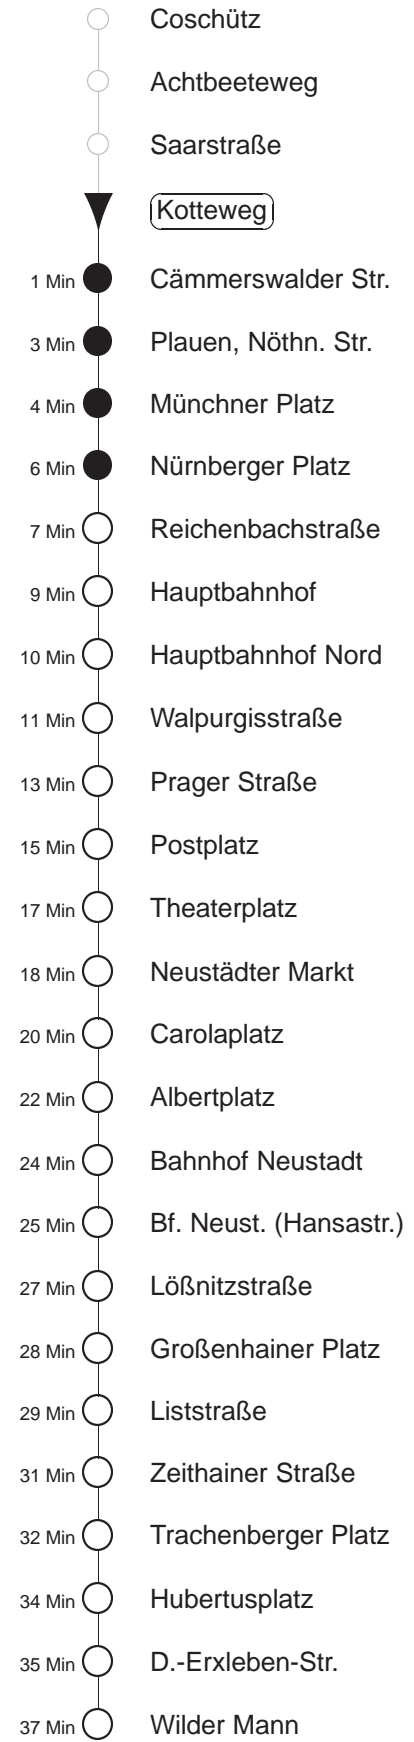 Coschütz
Achtbeeteweg
Saarstraße
Kotteweg
1 Min Cämmerswalder Str.
3 Min Plauen, Nöthn. Str.
4 Min Münchner Platz
6 Min Nürnberger Platz
7 Min Reichenbachstraße
9 Min Hauptbahnhof
10 Min Hauptbahnhof Nord
11 Min Walpurgisstraße
13 Min Prager Straße
15 Min Postplatz
17 Min Theaterplatz
18 Min Neustädter Markt
20 Min Carolaplatz
22 Min Albertplatz
24 Min Bahnhof Neustadt
25 Min Bf. Neust. (Hansastr.)
27 Min Lößnitzstraße
28 Min Großenhainer Platz
29 Min Liststraße
31 Min Zeithainer Straße
32 Min Trachenberger Platz
34 Min Hubertusplatz
35 Min D.-Erxleben-Str.
37 Min Wilder Mann